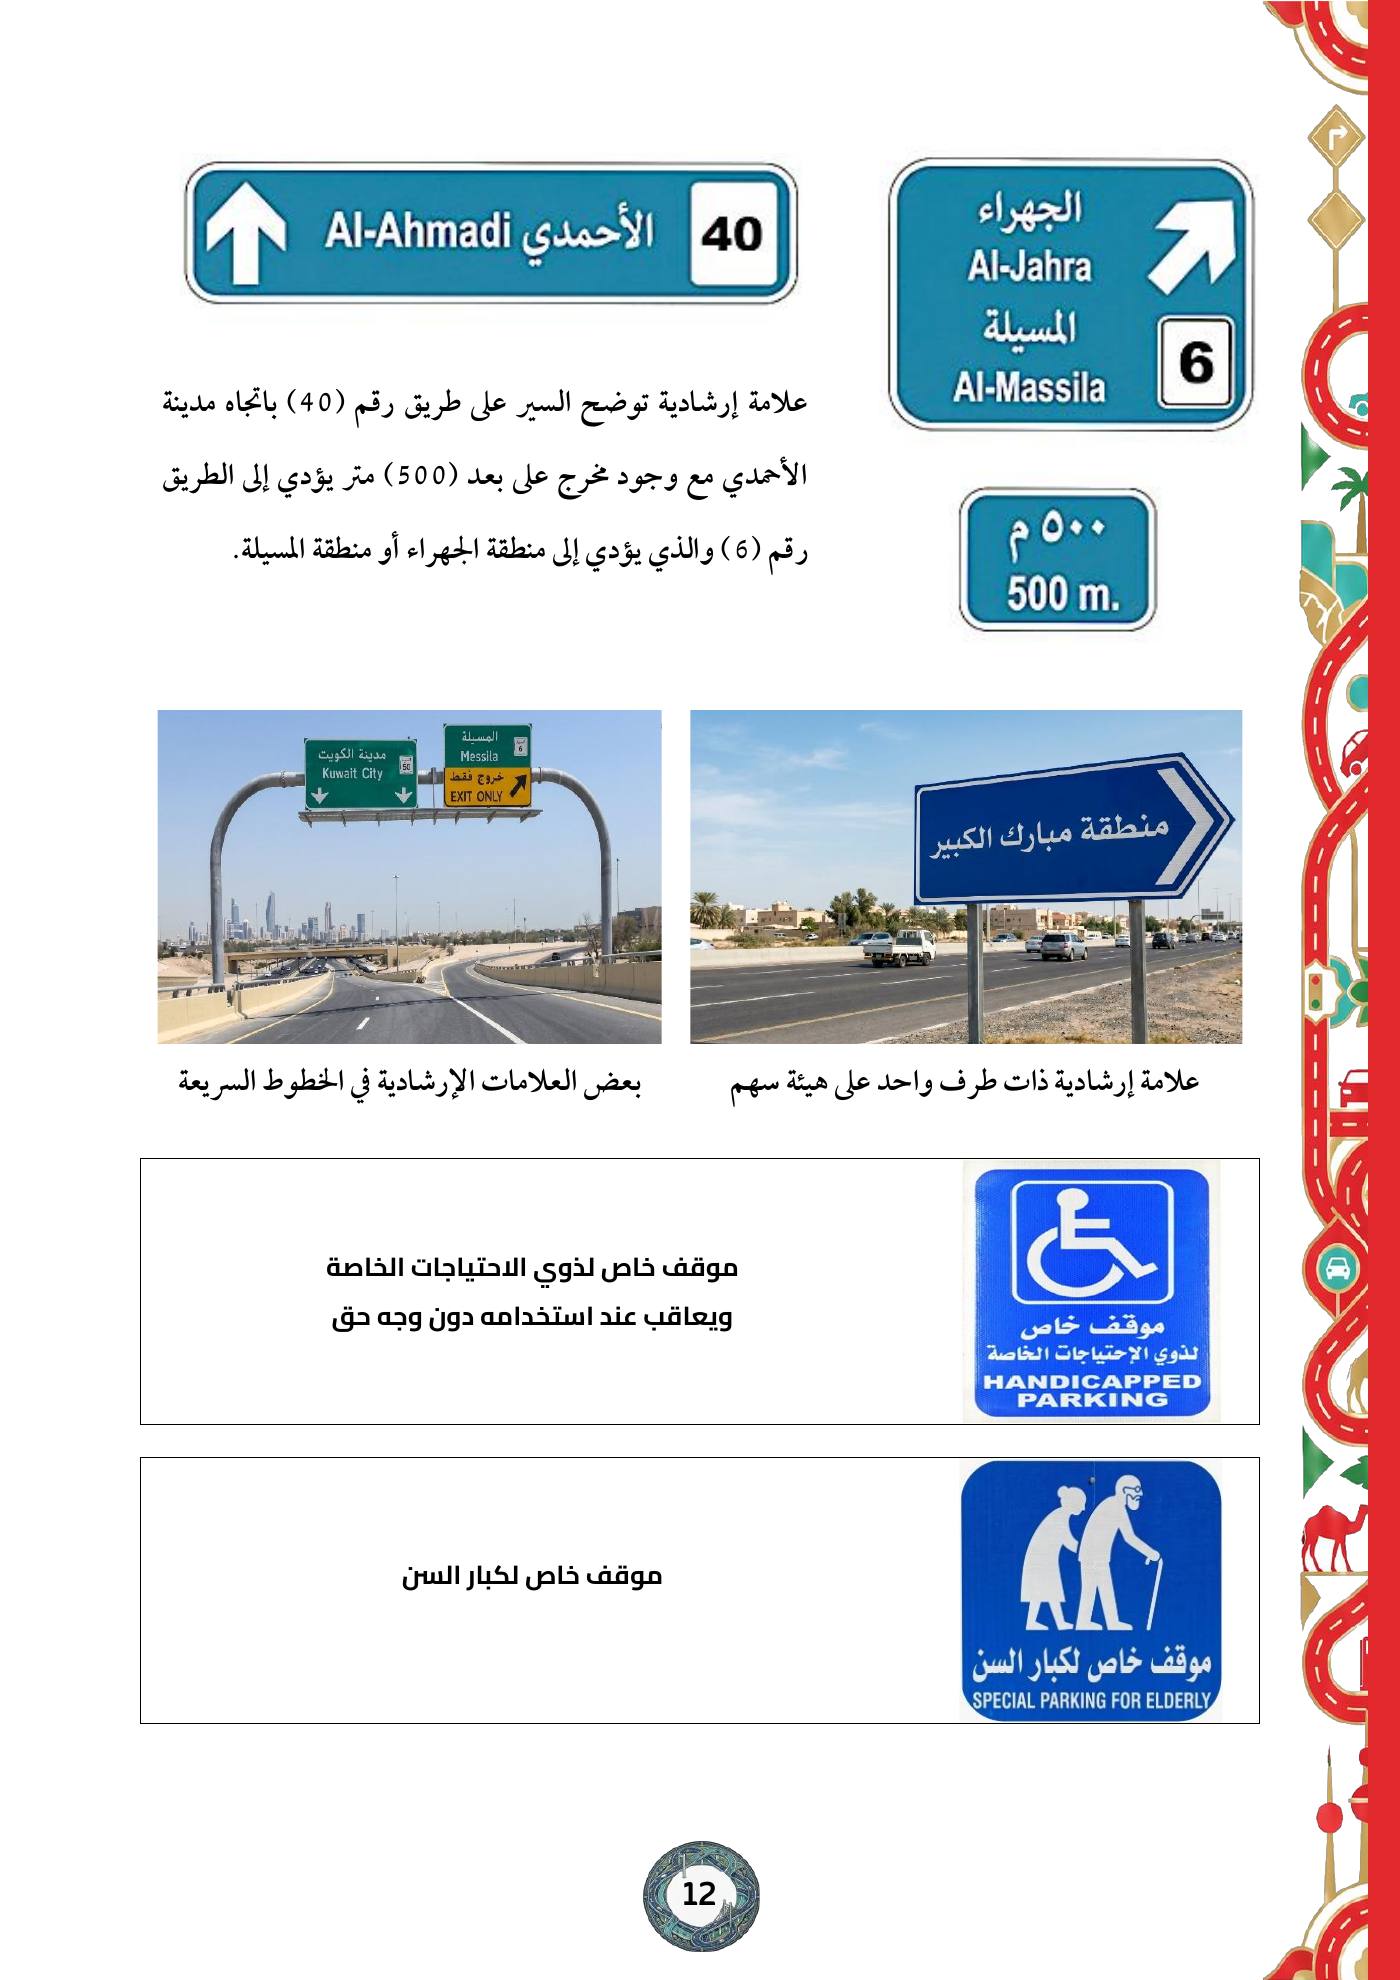 الجهراء
Al-Jahra
المسيلة
Al-Massila
6
40 الأحمدي Al-Ahmadi
٥٠٠ م
500 m.
علامة إرشادية توضح السير على طريق رقم (40) باتجاه مدينة
الأحمدي مع وجود مخرج على بعد (500) متر يؤدي إلى الطريق
رقم (6) والذي يؤدي إلى منطقة الجهراء أو منطقة المسيلة.
منطقة مبارك الكبير
المسيلة
Messila
6
خروج فقط
EXIT ONLY
مدينة الكويت
Kuwait City
50
علامة إرشادية ذات طرف واحد على هيئة سهم
بعض العلامات الإرشادية في الخطوط السريعة
موقف خاص
لذوي الإحتياجات الخاصة
HANDICAPPED
PARKING
موقف خاص لذوي الاحتياجات الخاصة
ويعاقب عند استخدامه دون وجه حق
موقف خاص لكبار السن
SPECIAL PARKING FOR ELDERLY
موقف خاص لكبار السن
12